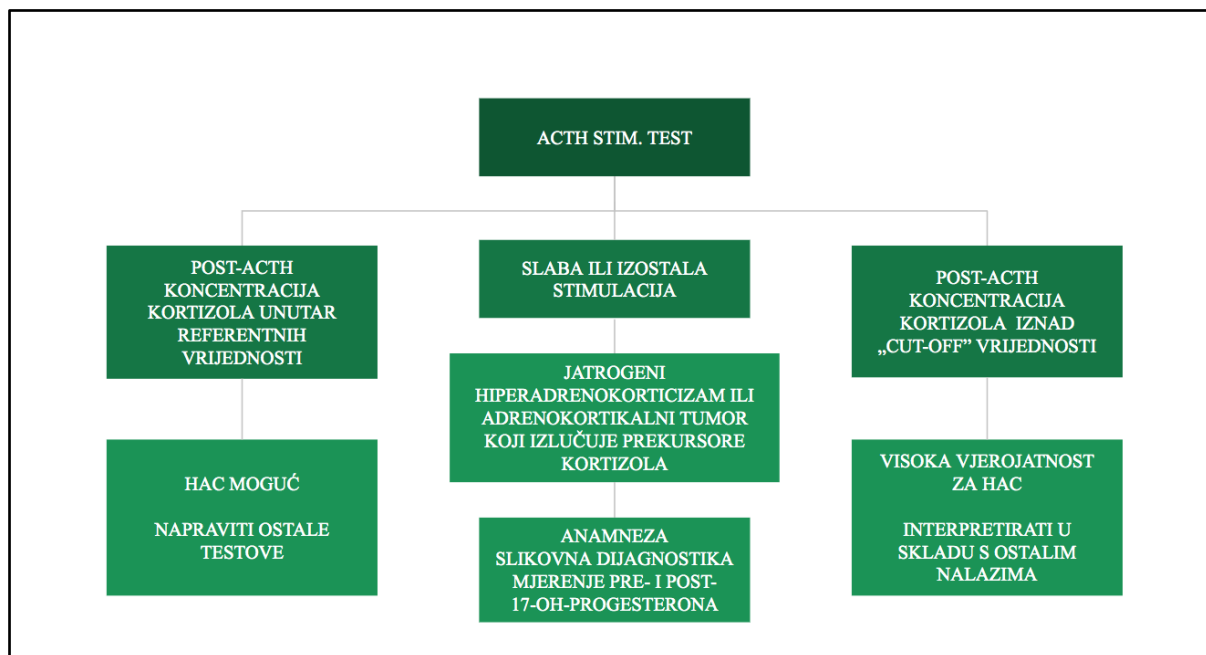 ACTH STIM. TEST
POST-ACTH
KONCENTRACIJA
KORTIZOLA UNUTAR
REFERENTNIH
VRIJEDNOSTI
HAC MOGUĆ
NAPRAVITI OSTALE
TESTOVE
SLABA ILI IZOSTALA
STIMULACIJA
JATROGENI
HIPERADRENOKORTICIZAM ILI
ADRENOKORTIKALNI TUMOR
KOJI IZLUČUJE PREKURSORE
KORTIZOLA
ANAMNEZA
SLIKOVNA DIJAGNOSTIKA
MJERENJE PRE- I POST-
17-OH-PROGESTERONA
POST-ACTH
KONCENTRACIJA
KORTIZOLA IZNAD
„CUT-OFF” VRIJEDNOSTI
VISOKA VJEROJATNOST
ZA HAC
INTERPRETIRATI U
SKLADU S OSTALIM
NALAZIMA